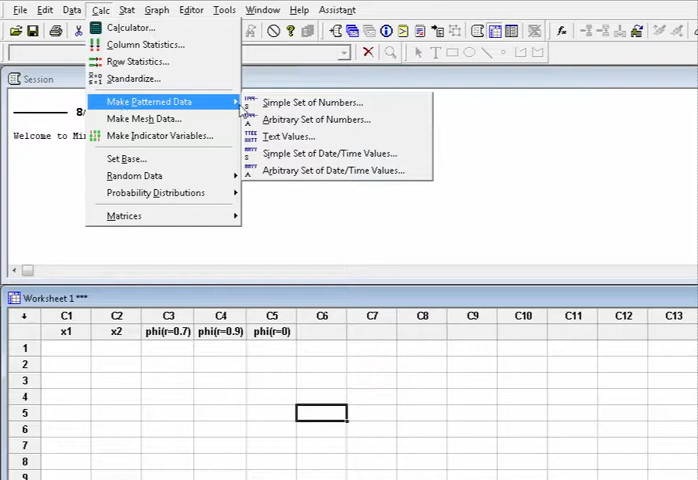 File Edit Data Calc Stat Graph Editor Tools Window Help Assistant
Calculator...
Column Statistics...
Row Statistics...
Standardize...
Make Patterned Data
Make Mesh Data...
Make Indicator Variables...
Set Base...
Random Data
Probability Distributions
Matrices
Simple Set of Numbers...
Arbitrary Set of Numbers...
Text Values...
Simple Set of Date/Time Values...
Arbitrary Set of Date/Time Values...
Session
8/
Welcome to Mi
Worksheet 1 ***
C1 C2 C3 C4 C5 C6 C7 C8 C9 C10 C11 C12 C13
x1 x2 phi(r=0.7) phi(r=0.9) phi(r=0)
1
2
3
4
5
6
7
8
9